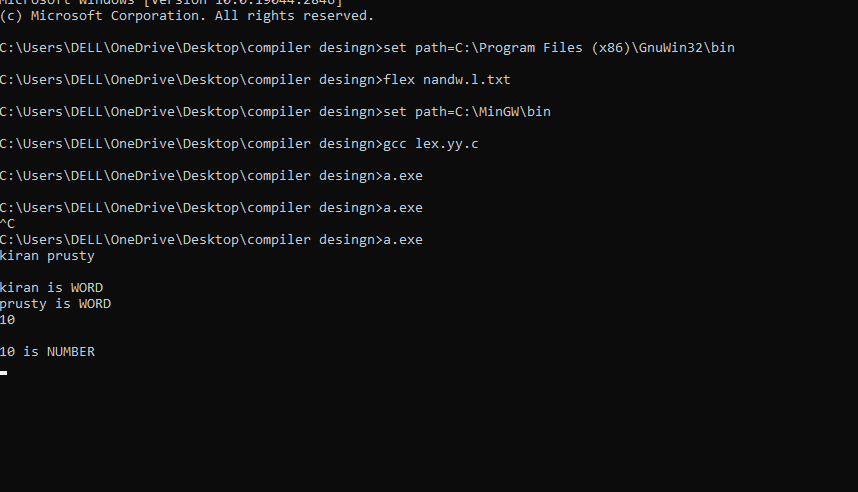 Microsoft Windows [Version 10.0.19044.2846]
(c) Microsoft Corporation. All rights reserved.
C:\Users\DELL\OneDrive\Desktop\compiler desingn>set path=C:\Program Files (x86)\GnuWin32\bin
C:\Users\DELL\OneDrive\Desktop\compiler desingn>flex nandw.l.txt
C:\Users\DELL\OneDrive\Desktop\compiler desingn>set path=C:\MinGW\bin
C:\Users\DELL\OneDrive\Desktop\compiler desingn>gcc lex.yy.c
C:\Users\DELL\OneDrive\Desktop\compiler desingn>a.exe
C:\Users\DELL\OneDrive\Desktop\compiler desingn>a.exe
^C
C:\Users\DELL\OneDrive\Desktop\compiler desingn>a.exe
kiran prusty
kiran is WORD
prusty is WORD
10
10 is NUMBER